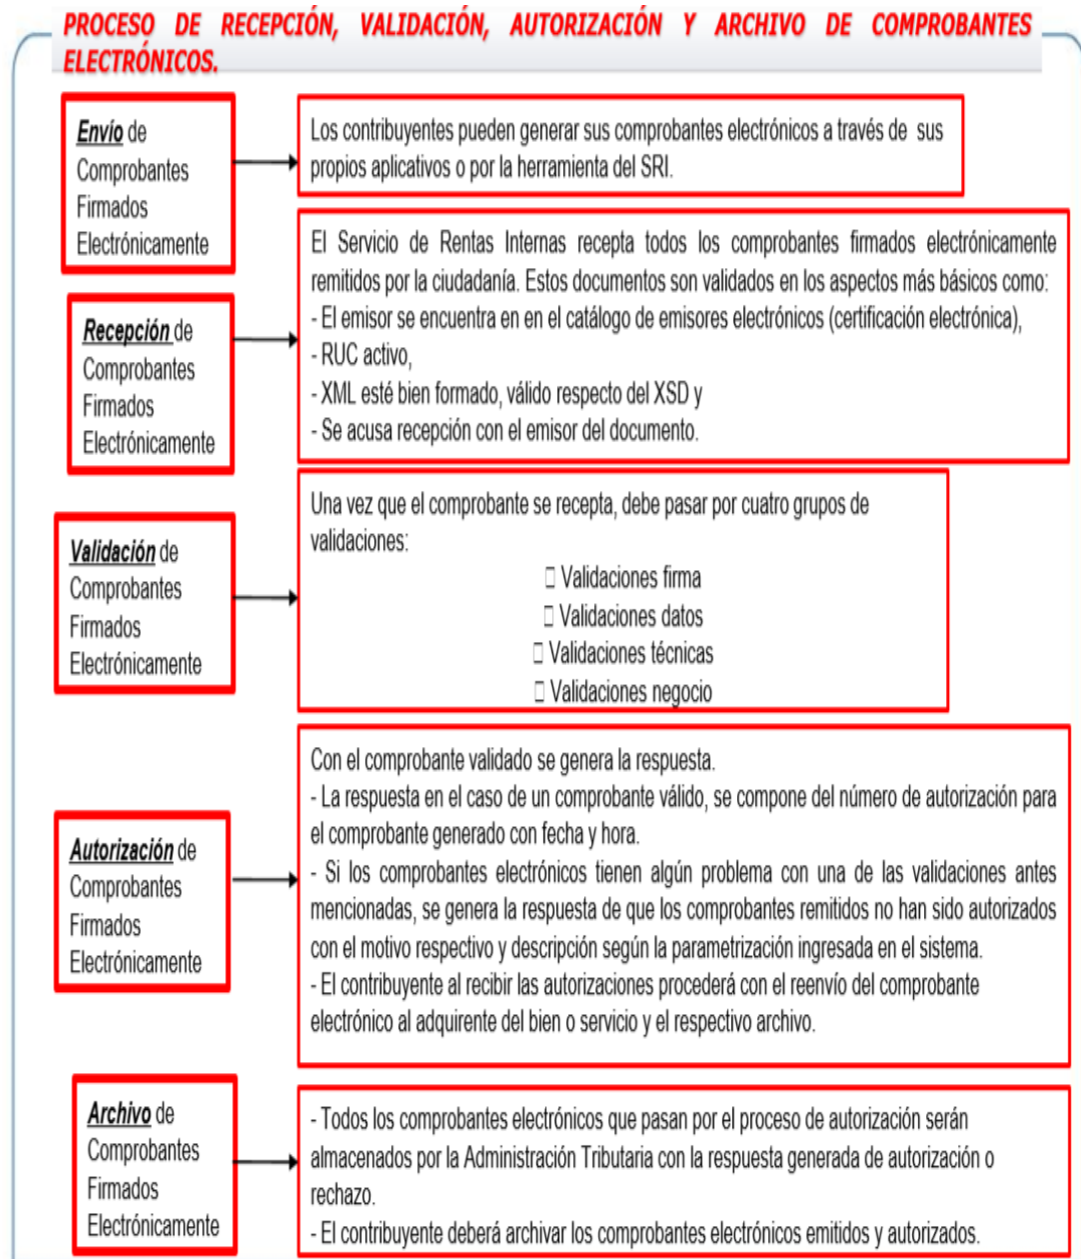 PROCESO DE RECEPCIÓN, VALIDACIÓN, AUTORIZACIÓN Y ARCHIVO DE COMPROBANTES
ELECTRÓNICOS.
Envío de
Comprobantes
Firmados
Electrónicamente
Los contribuyentes pueden generar sus comprobantes electrónicos a través de sus
propios aplicativos o por la herramienta del SRI.
Recepción de
Comprobantes
Firmados
Electrónicamente
El Servicio de Rentas Internas recepta todos los comprobantes firmados electrónicamente
remitidos por la ciudadanía. Estos documentos son validados en los aspectos más básicos como:
- El emisor se encuentra en en el catálogo de emisores electrónicos (certificación electrónica),
- RUC activo,
- XML esté bien formado, válido respecto del XSD y
- Se acusa recepción con el emisor del documento.
Validación de
Comprobantes
Firmados
Electrónicamente
Una vez que el comprobante se recepta, debe pasar por cuatro grupos de
validaciones:
□ Validaciones firma
□ Validaciones datos
□ Validaciones técnicas
□ Validaciones negocio
Autorización de
Comprobantes
Firmados
Electrónicamente
Con el comprobante validado se genera la respuesta.
- La respuesta en el caso de un comprobante válido, se compone del número de autorización para
el comprobante generado con fecha y hora.
- Si los comprobantes electrónicos tienen algún problema con una de las validaciones antes
mencionadas, se genera la respuesta de que los comprobantes remitidos no han sido autorizados
con el motivo respectivo y descripción según la parametrización ingresada en el sistema.
- El contribuyente al recibir las autorizaciones procederá con el reenvío del comprobante
electrónico al adquirente del bien o servicio y el respectivo archivo.
Archivo de
Comprobantes
Firmados
Electrónicamente
- Todos los comprobantes electrónicos que pasan por el proceso de autorización serán
almacenados por la Administración Tributaria con la respuesta generada de autorización o
rechazo.
- El contribuyente deberá archivar los comprobantes electrónicos emitidos y autorizados.